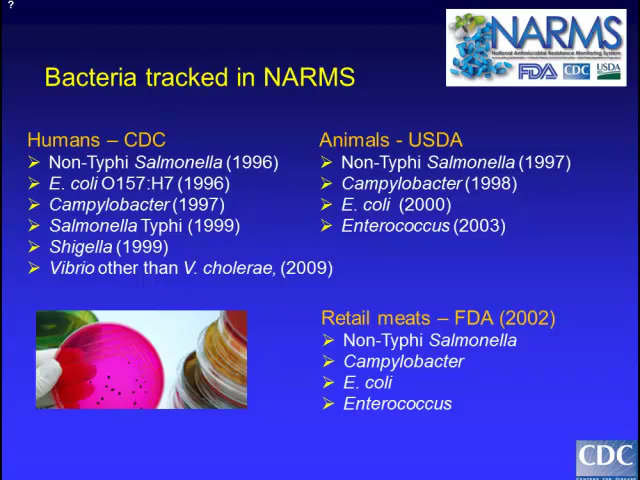 ?
NARMS
National Antimicrobial Resistance Monitoring System
FDA CDC USDA
Bacteria tracked in NARMS
Humans – CDC
Non-Typhi Salmonella (1996)
E. coli O157:H7 (1996)
Campylobacter (1997)
Salmonella Typhi (1999)
Shigella (1999)
Vibrio other than V. cholerae, (2009)
Animals - USDA
Non-Typhi Salmonella (1997)
Campylobacter (1998)
E. coli (2000)
Enterococcus (2003)
Retail meats – FDA (2002)
Non-Typhi Salmonella
Campylobacter
E. coli
Enterococcus
CDC